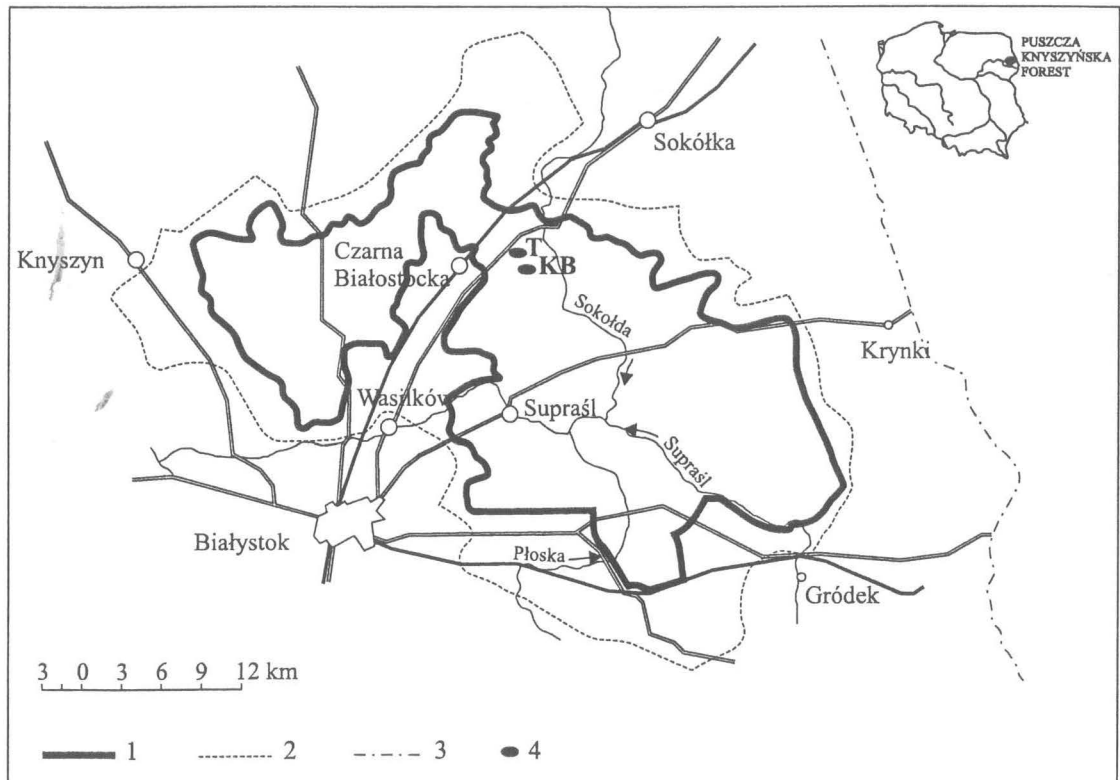 PUSZCZA
KNYSZYŃSKA
FOREST
Sokółka
Knyszyn
Czarna
Białostocka
T
KB
Sokołda
Krynki
Wasilków
Supraśl
Supraśl
Białystok
Płoska
Gródek
3 0 3 6 9 12 km
1 2 3 4